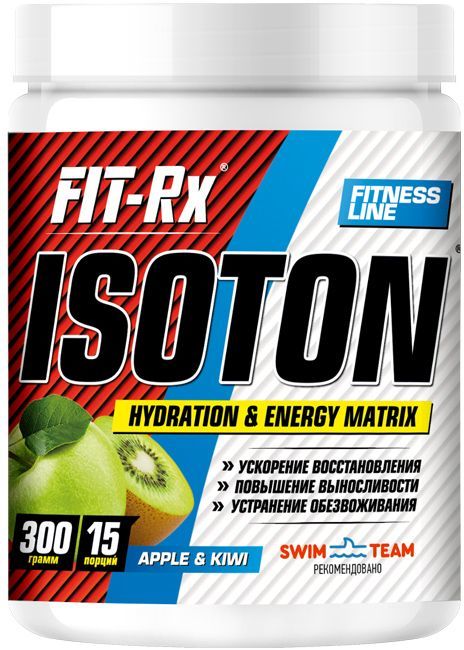 FIT-Rx®
FITNESS
LINE
ISOTON®
HYDRATION & ENERGY MATRIX
» УСКОРЕНИЕ ВОССТАНОВЛЕНИЯ
» ПОВЫШЕНИЕ ВЫНОСЛИВОСТИ
» УСТРАНЕНИЕ ОБЕЗВОЖИВАНИЯ
300
грамм
15
порций
APPLE & KIWI
SWIM TEAM
РЕКОМЕНДОВАНО